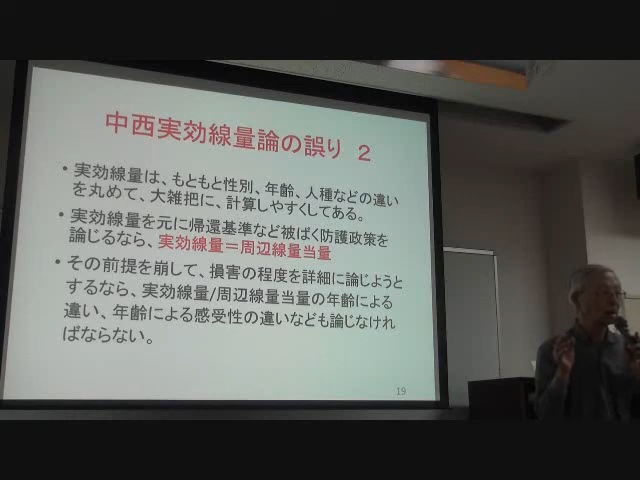 中西実効線量論の誤り 2
• 実効線量は、もともと性別、年齢、人種などの違い
を丸めて、大雑把に、計算しやすくしてある。
• 実効線量を元に帰還基準など被ばく防護政策を
論じるなら、実効線量＝周辺線量当量
• その前提を崩して、損害の程度を詳細に論じようと
するなら、実効線量/周辺線量当量の年齢による
違い、年齢による感受性の違いなども論じなけれ
ばならない。
19